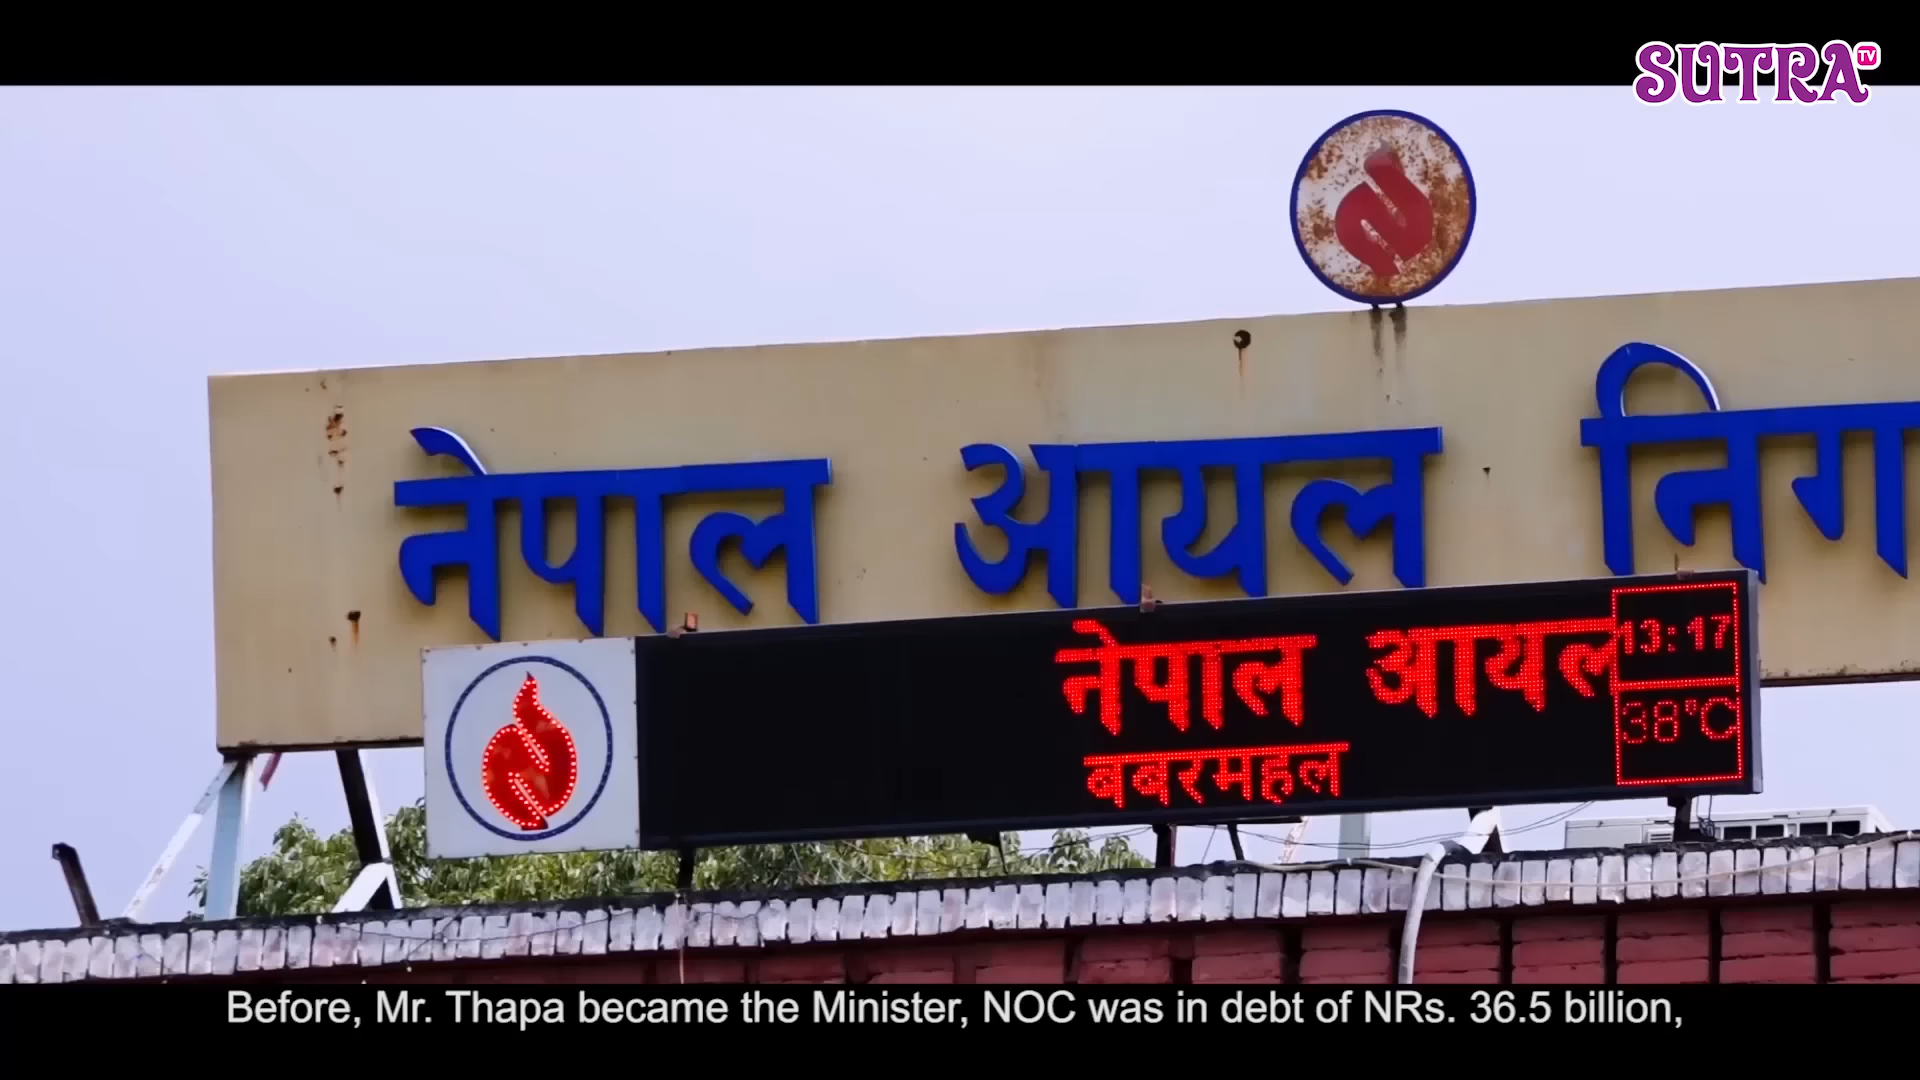 SUTRA TV
नेपाल आयल निग
नेपाल आयल
13:17
बबरमहल
38°C
Before, Mr. Thapa became the Minister, NOC was in debt of NRs. 36.5 billion,